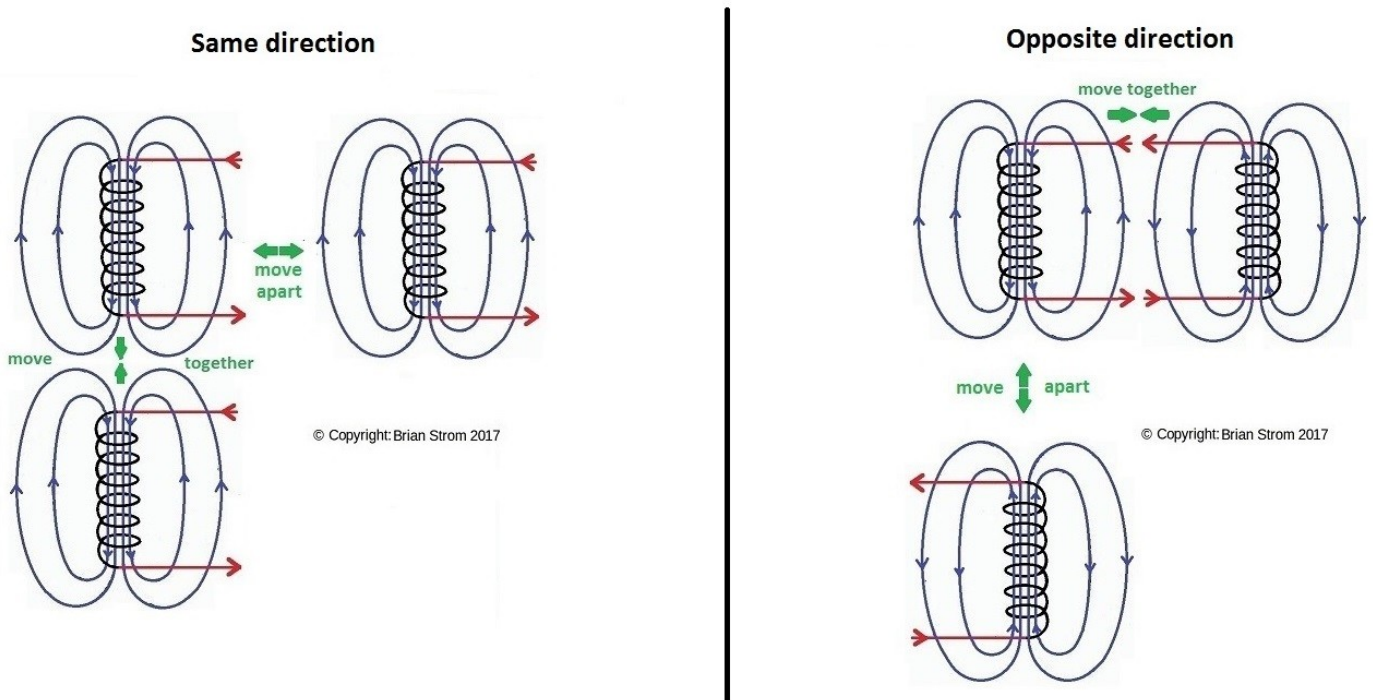 Same direction
move
apart
move together
© Copyright: Brian Strom 2017
Opposite direction
move together
move apart
© Copyright: Brian Strom 2017